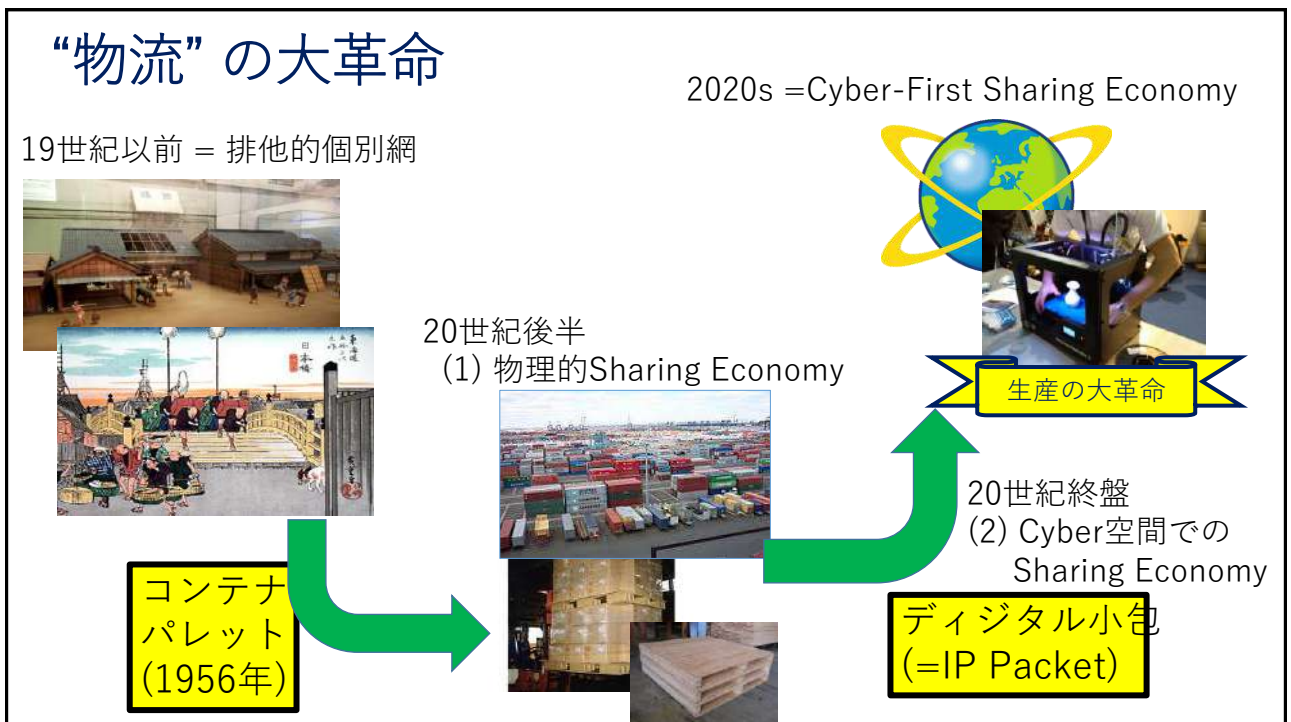 “物流” の大革命
2020s =Cyber-First Sharing Economy
19世紀以前 = 排他的個別網
日本橋
20世紀後半
(1) 物理的Sharing Economy
生産の大革命
20世紀終盤
(2) Cyber空間での
Sharing Economy
コンテナ
パレット
(1956年)
ディジタル小包
(=IP Packet)